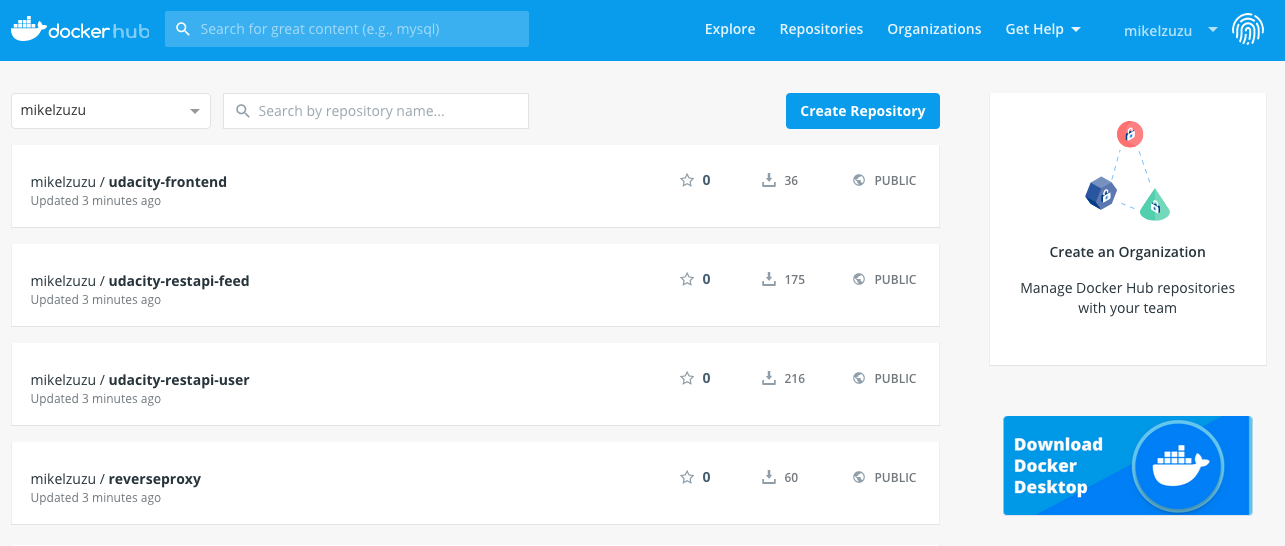 docker hub
Search for great content (e.g., mysql)
Explore
Repositories
Organizations
Get Help
mikelzuzu
mikelzuzu
Search by repository name...
Create Repository
mikelzuzu / udacity-frontend
Updated 3 minutes ago
0
36
PUBLIC
mikelzuzu / udacity-restapi-feed
Updated 3 minutes ago
0
175
PUBLIC
mikelzuzu / udacity-restapi-user
Updated 3 minutes ago
0
216
PUBLIC
mikelzuzu / reverseproxy
Updated 3 minutes ago
0
60
PUBLIC
Create an Organization
Manage Docker Hub repositories
with your team
Download
Docker
Desktop